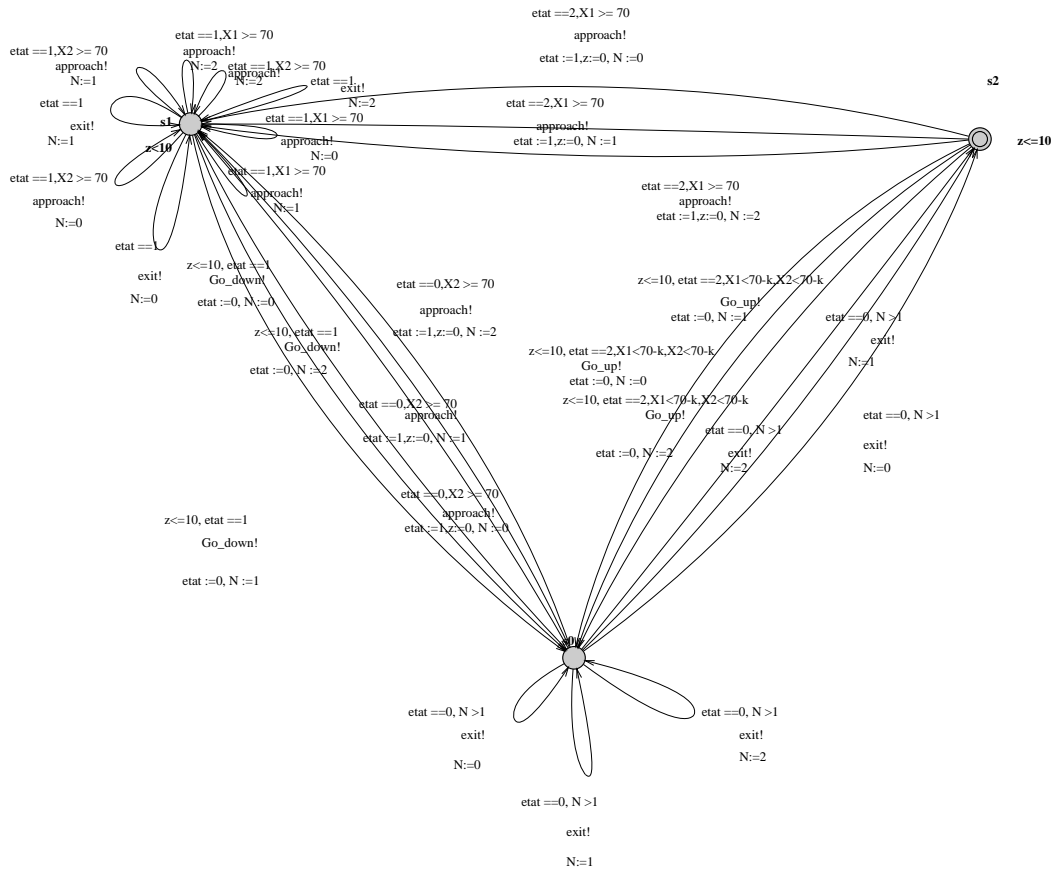 etat ==2,X1 >= 70
approach!
etat :=1,z:=0, N :=0
etat ==1,X2 >= 70
approach!
N:=1
etat ==1,X1 >= 70
approach!
N:=2
etat ==1,X2 >= 70
approach!
N:=2
etat ==1
exit!
N:=2
etat ==1
exit!
N:=1
s1
z<=10
etat ==1,X1 >= 70
approach!
N:=0
etat ==1,X1 >= 70
approach!
N:=1
etat ==1,X2 >= 70
approach!
N:=0
etat ==1
exit!
N:=0
etat ==2,X1 >= 70
approach!
etat :=1,z:=0, N :=1
s2
z<=10
etat ==2,X1 >= 70
approach!
etat :=1,z:=0, N :=2
z<=10, etat ==1
Go_down!
etat :=0, N :=0
z<=10, etat ==1
Go_down!
etat :=0, N :=2
etat ==0,X2 >= 70
approach!
etat :=1,z:=0, N :=2
etat ==0,X2 >= 70
approach!
etat :=1,z:=0, N :=1
etat ==0,X2 >= 70
approach!
etat :=1,z:=0, N :=0
z<=10, etat ==1
Go_down!
etat :=0, N :=1
z<=10, etat ==2,X1<70-k,X2<70-k
Go_up!
etat :=0, N :=1
z<=10, etat ==2,X1<70-k,X2<70-k
Go_up!
etat :=0, N :=0
z<=10, etat ==2,X1<70-k,X2<70-k
Go_up!
etat :=0, N :=2
etat ==0, N >1
exit!
N:=1
etat ==0, N >1
exit!
N:=2
etat ==0, N >1
exit!
N:=0
etat ==0, N >1
exit!
N:=0
etat ==0, N >1
exit!
N:=2
etat ==0, N >1
exit!
N:=1